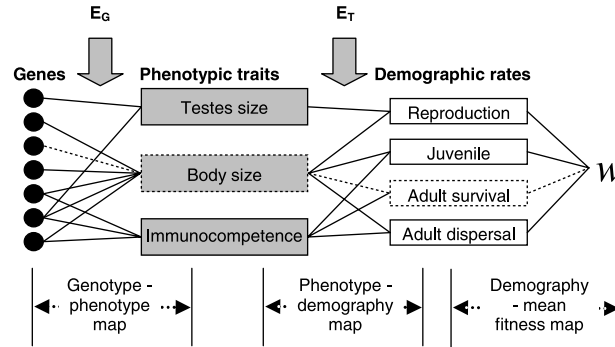 E_G
E_T
Genes
Phenotypic traits
Demographic rates
Testes size
Reproduction
Juvenile
Body size
w
Adult survival
Immunocompetence
Adult dispersal
Genotype -
phenotype
map
Phenotype -
demography
map
Demography
- mean
fitness map